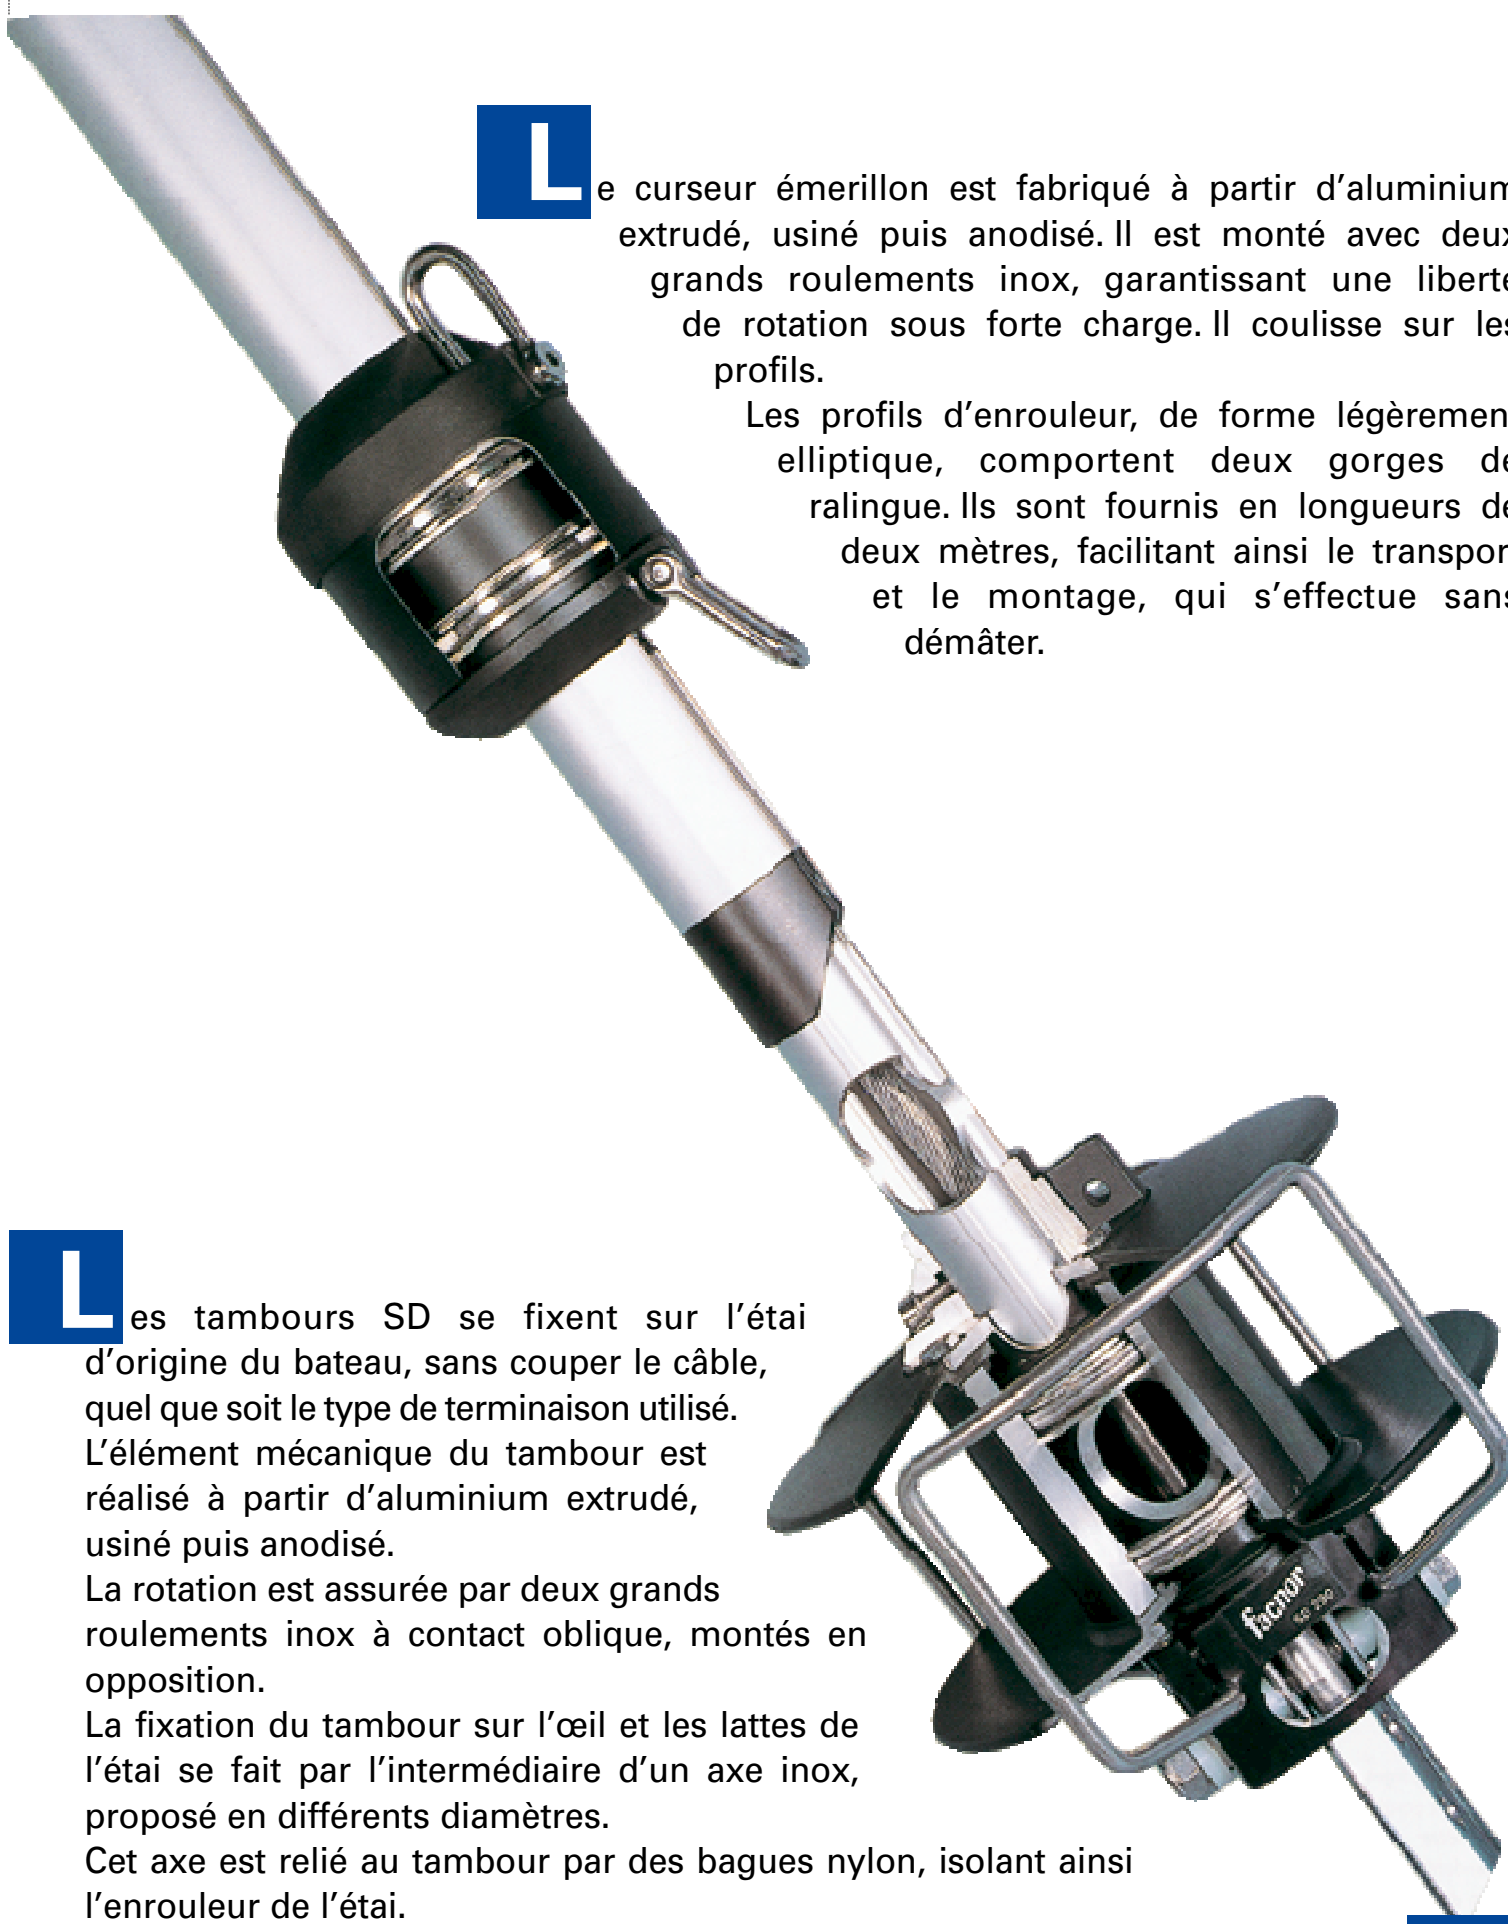 Le curseur émerillon est fabriqué à partir d’aluminium
extrudé, usiné puis anodisé. Il est monté avec deux
grands roulements inox, garantissant une liberté
de rotation sous forte charge. Il coulisse sur les
profils.
Les profils d’enrouleur, de forme légèrement
elliptique, comportent deux gorges de
ralingue. Ils sont fournis en longueurs de
deux mètres, facilitant ainsi le transport
et le montage, qui s’effectue sans
démâter.
Les tambours SD se fixent sur l’étai
d’origine du bateau, sans couper le câble,
quel que soit le type de terminaison utilisé.
L’élément mécanique du tambour est
réalisé à partir d’aluminium extrudé,
usiné puis anodisé.
La rotation est assurée par deux grands
roulements inox à contact oblique, montés en
opposition.
La fixation du tambour sur l’œil et les lattes de
l’étai se fait par l’intermédiaire d’un axe inox,
proposé en différents diamètres.
Cet axe est relié au tambour par des bagues nylon, isolant ainsi
l’enrouleur de l’étai.
facnor